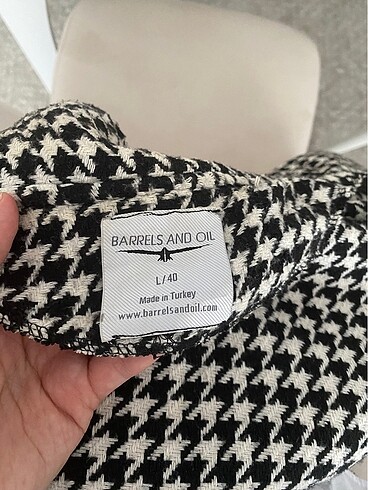 BARRELS AND OIL
L/40
Made in Turkey
www.barrelsandoil.com